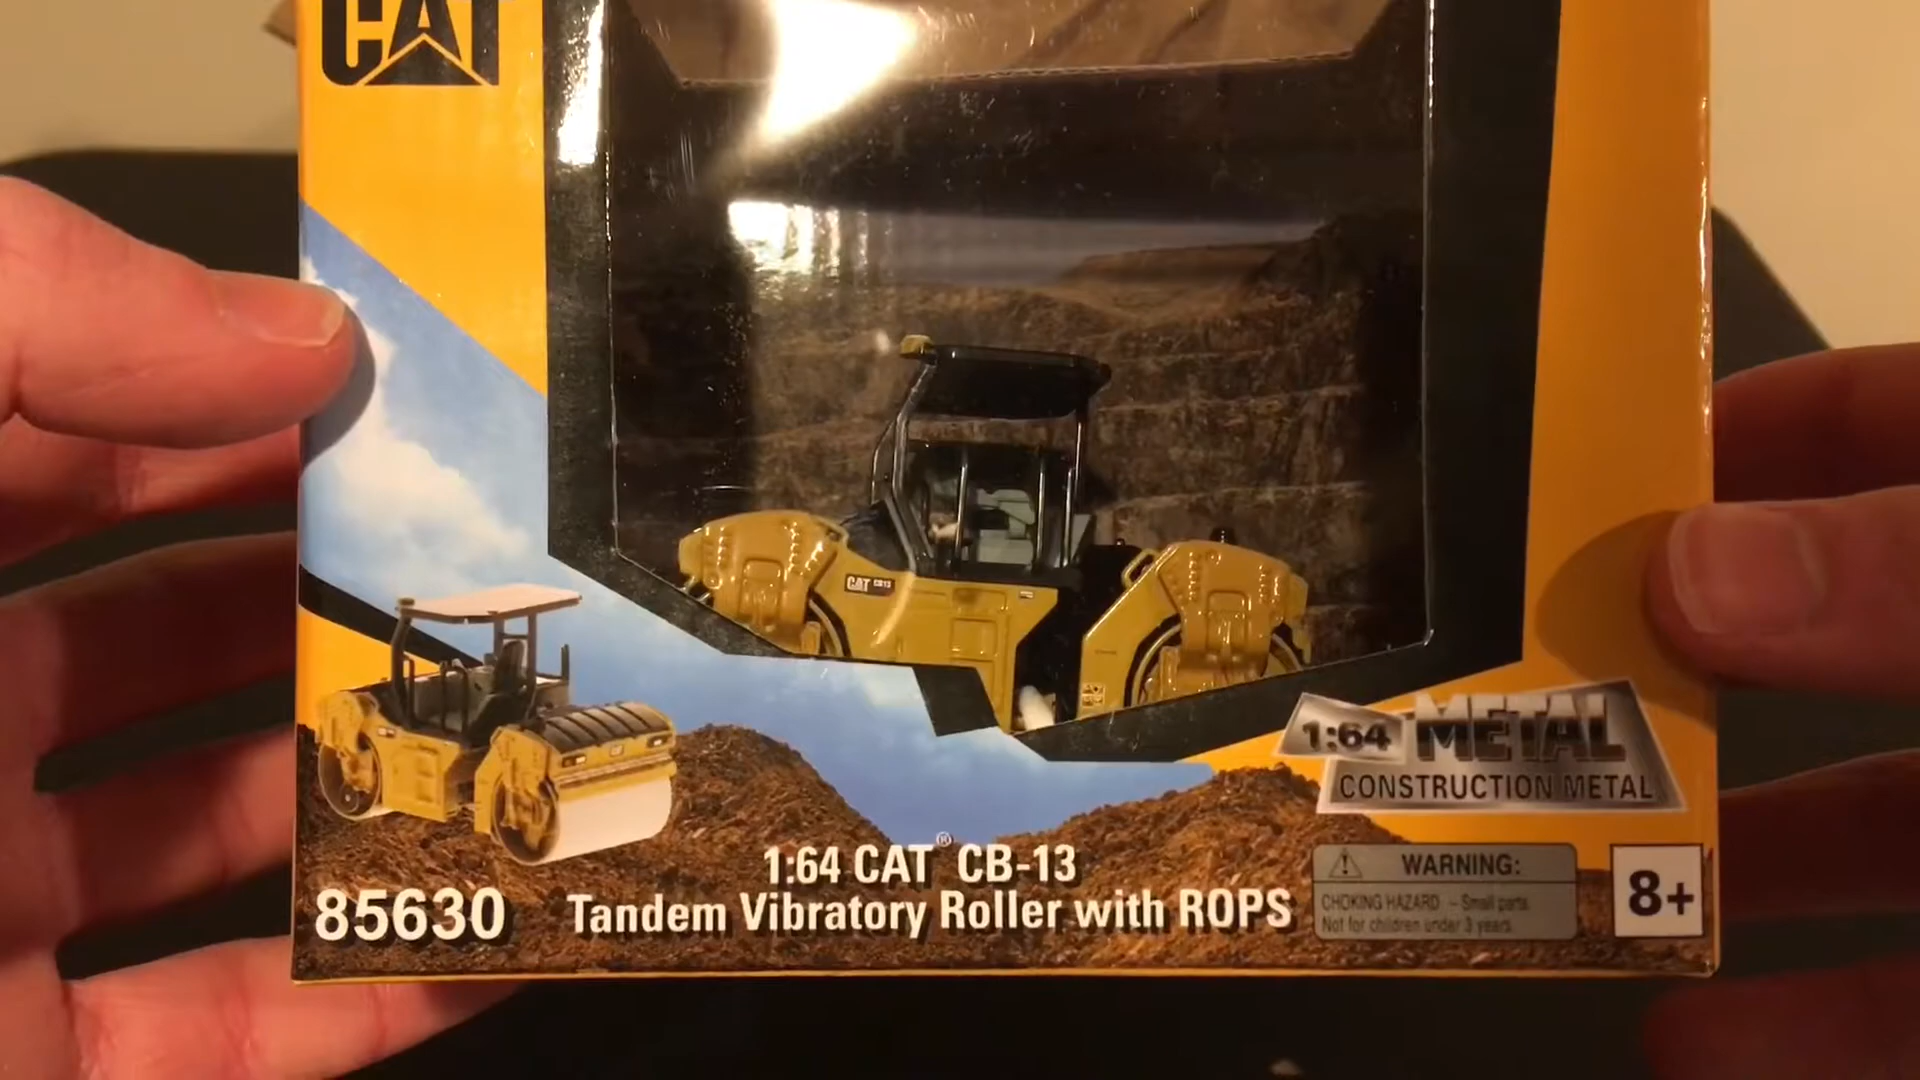 CAT
CAT CB13
1:64 METAL
CONSTRUCTION METAL
1:64 CAT® CB-13
85630
Tandem Vibratory Roller with ROPS
WARNING:
CHOKING HAZARD – Small parts.
Not for children under 3 years.
8+